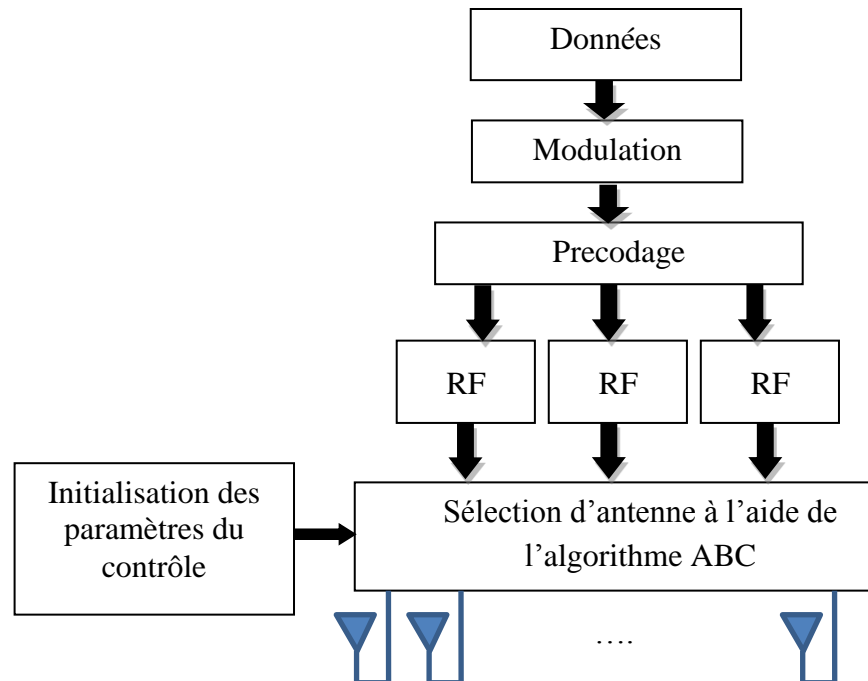 Données
Modulation
Precodage
RF
RF
RF
Initialisation des
paramètres du
contrôle
Sélection d’antenne à l’aide de
l’algorithme ABC
….